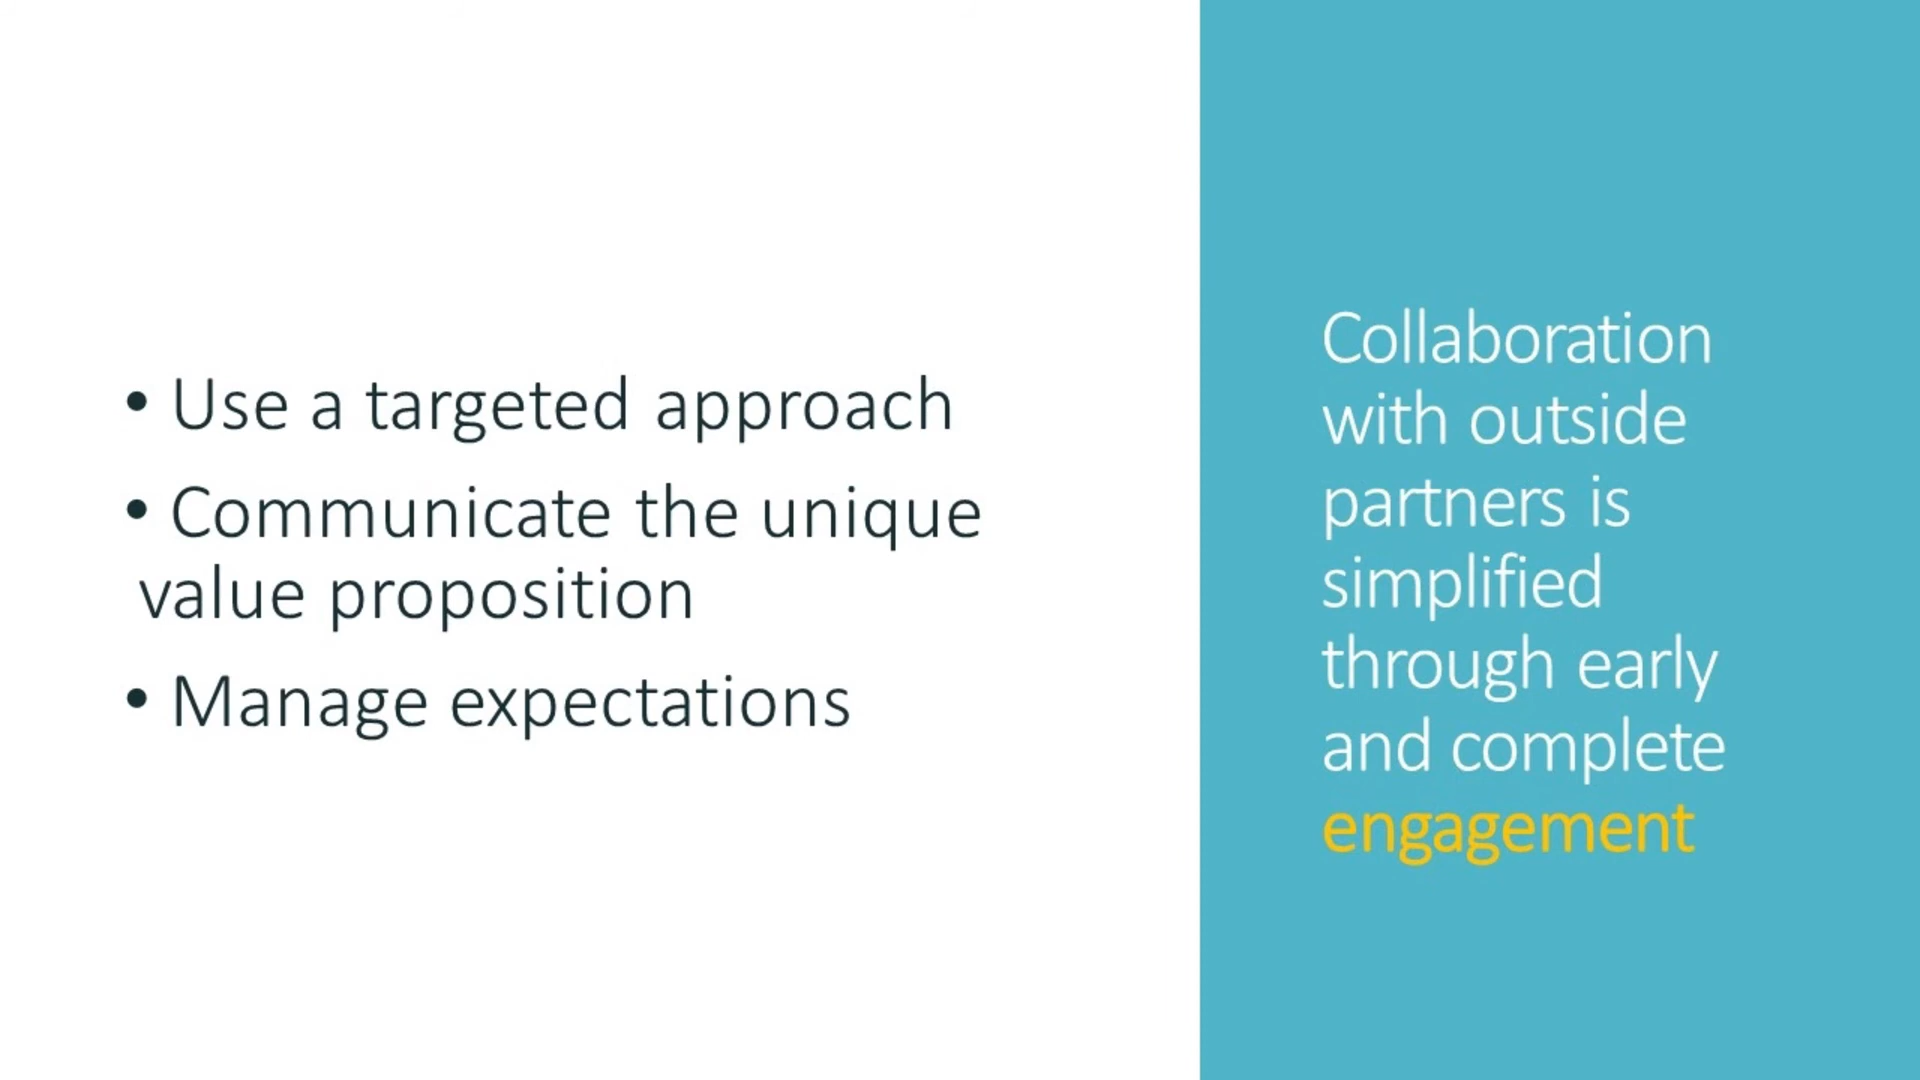 • Use a targeted approach
• Communicate the unique
value proposition
• Manage expectations
Collaboration
with outside
partners is
simplified
through early
and complete
engagement